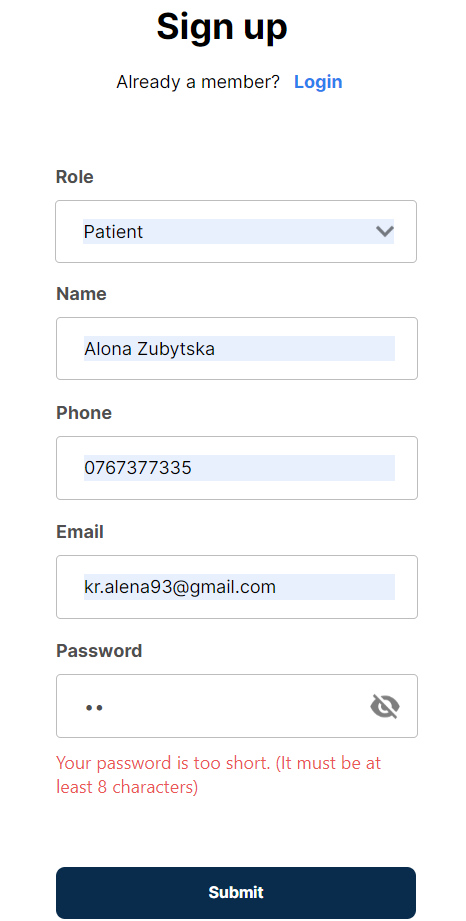 Sign up
Already a member? Login
Role
Patient
Name
Alona Zubytska
Phone
0767377335
Email
kr.alena93@gmail.com
Password
••
Your password is too short. (It must be at
least 8 characters)
Submit